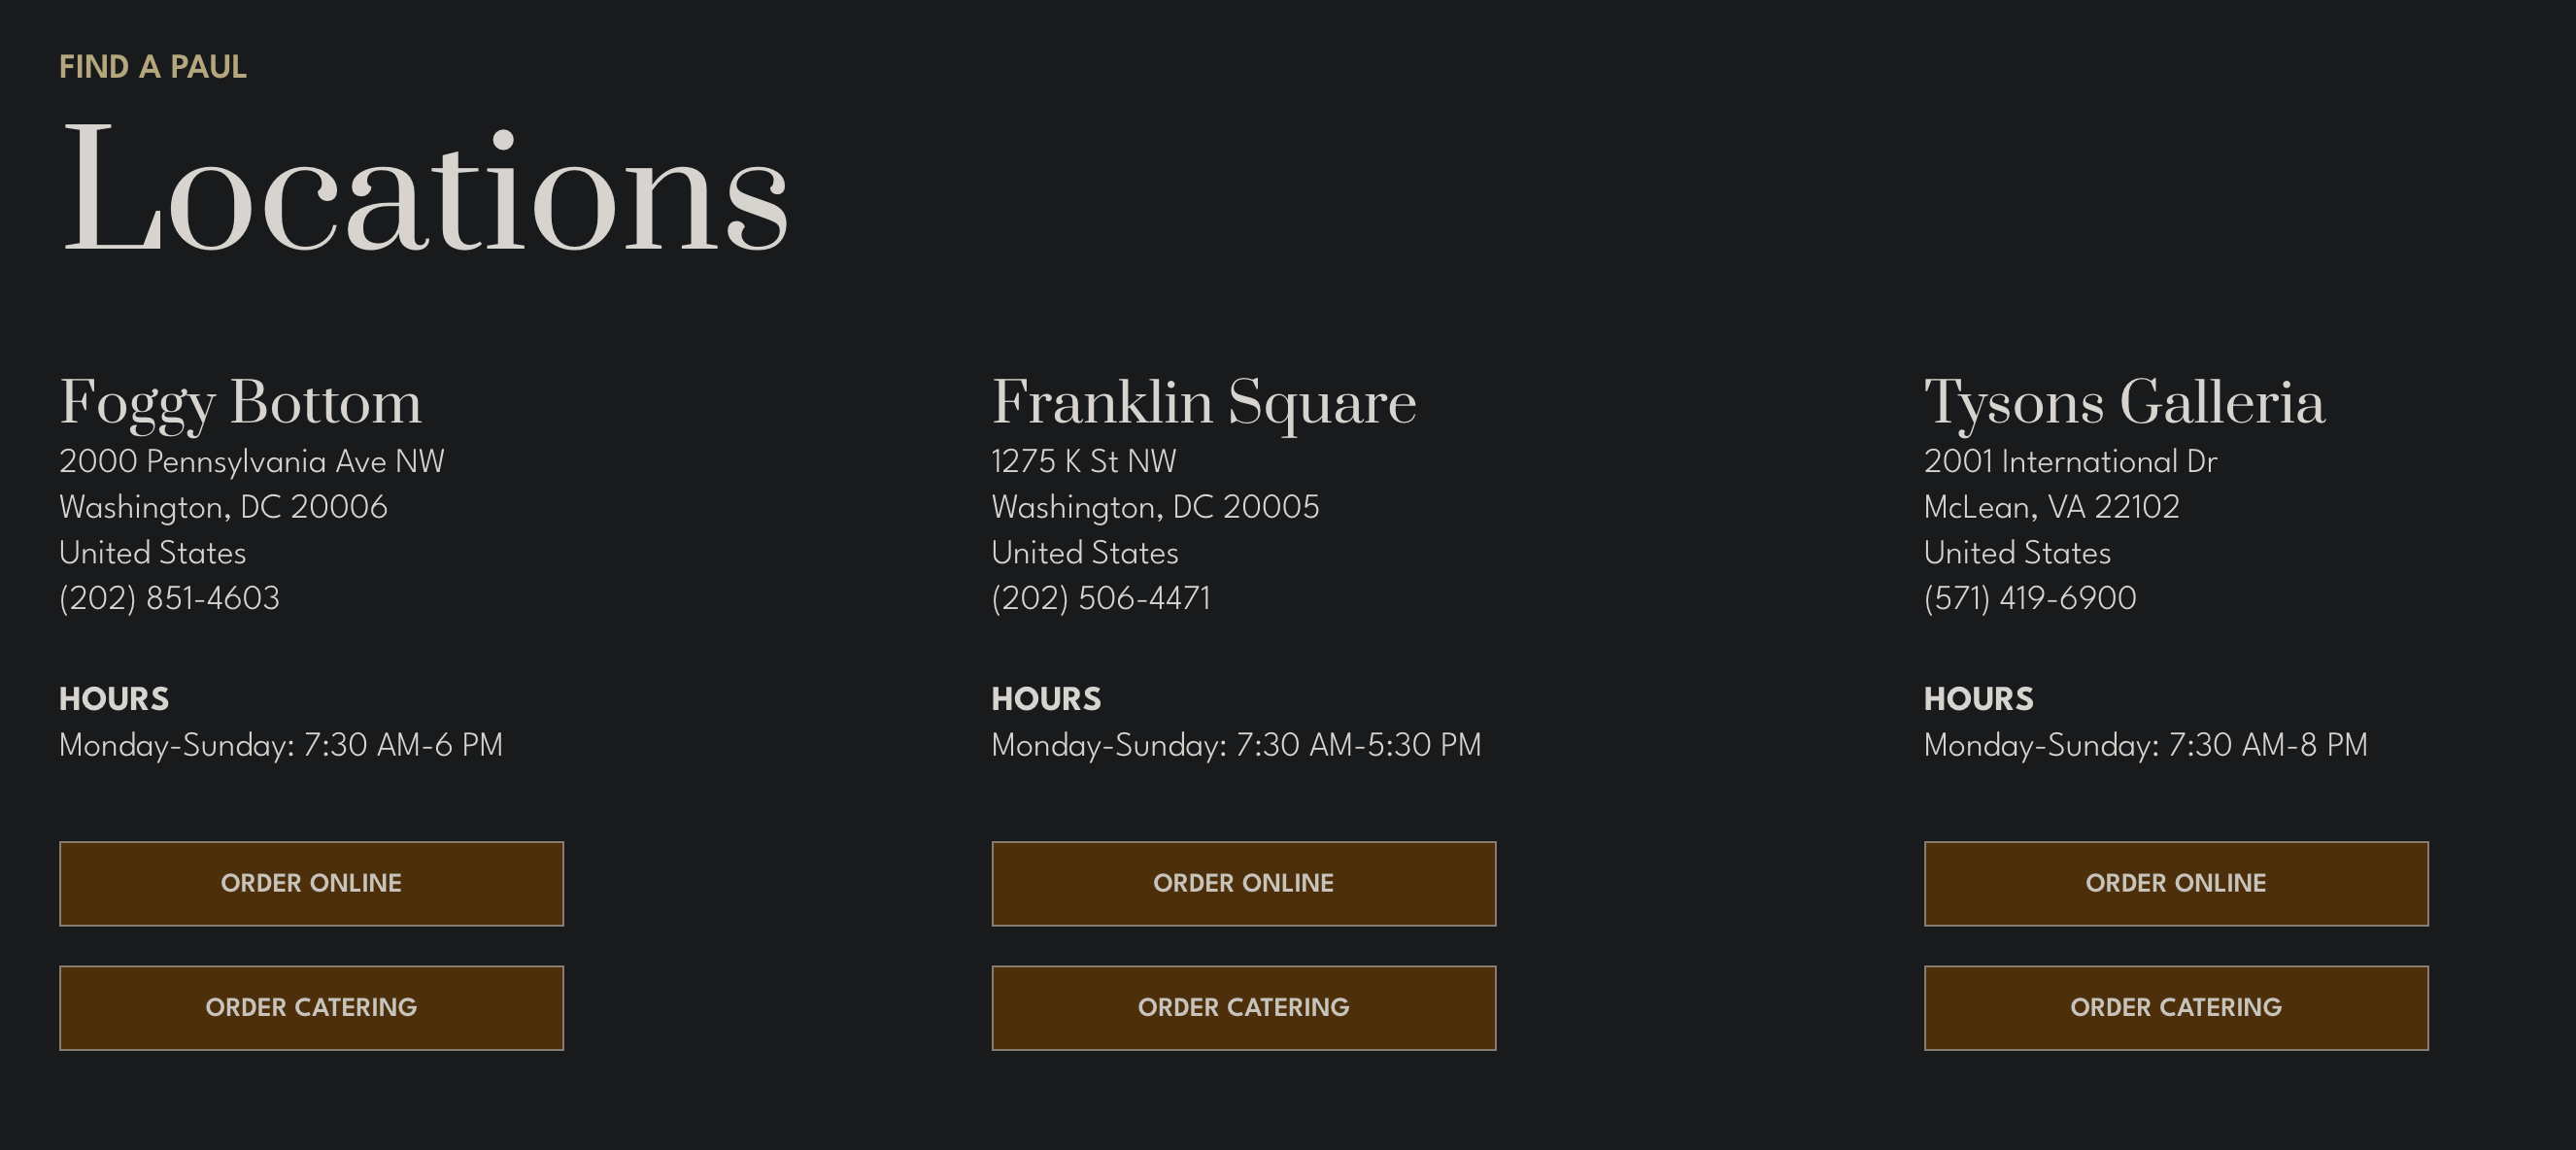 FIND A PAUL
Locations
Foggy Bottom
2000 Pennsylvania Ave NW
Washington, DC 20006
United States
(202) 851-4603
HOURS
Monday-Sunday: 7:30 AM-6 PM
ORDER ONLINE
ORDER CATERING
Franklin Square
1275 K St NW
Washington, DC 20005
United States
(202) 506-4471
HOURS
Monday-Sunday: 7:30 AM-5:30 PM
ORDER ONLINE
ORDER CATERING
Tysons Galleria
2001 International Dr
McLean, VA 22102
United States
(571) 419-6900
HOURS
Monday-Sunday: 7:30 AM-8 PM
ORDER ONLINE
ORDER CATERING